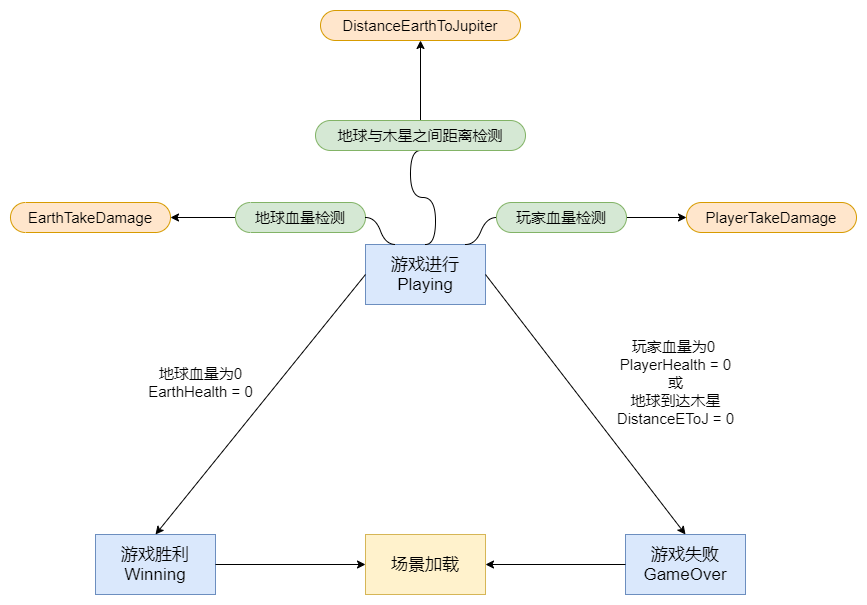 DistanceEarthToJupiter
地球与木星之间距离检测
EarthTakeDamage
地球血量检测
玩家血量检测
PlayerTakeDamage
游戏进行
Playing
地球血量为0
EarthHealth = 0
玩家血量为0
PlayerHealth = 0
或
地球到达木星
DistanceEToJ = 0
游戏胜利
Winning
场景加载
游戏失败
GameOver